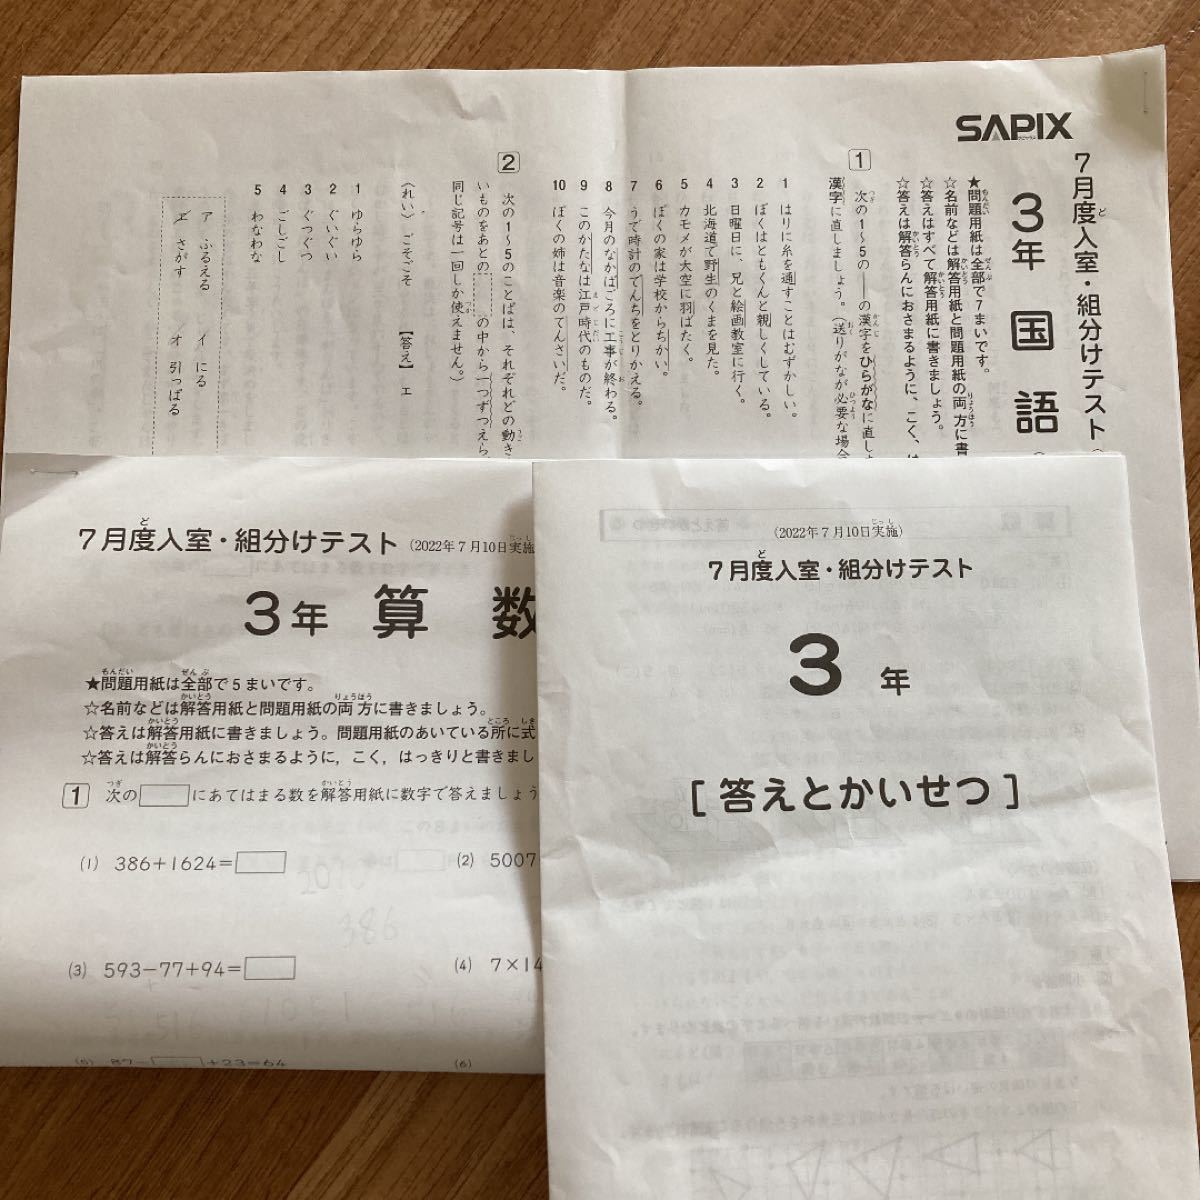 SAPIX
7月度入室・組分けテスト
3年 国語
★問題用紙は全部で7まいです。
☆名前などは解答用紙と問題用紙の両方に書
☆答えはすべて解答用紙に書きましょう。
☆答えは解答らんにおさまるように、こく、は
1 次の1～5の――の漢字をひらがなに直しょ
漢字に直しましょう。（送りがなが必要な場合
1 はりに糸を通すことはむずかしい。
2 ぼくはともくんと親しくしている。
3 日曜日に、兄と絵画教室に行く。
4 北海道で野生のくまを見た。
5 カモメが大空に羽ばたく。
6 ぼくの家は学校からちかい。
7 うで時計のでんちをとりかえる。
8 今月のなかばごろに工事が終わる。
9 このかたなは江戸時代のものだ。
10 ぼくの姉は音楽のてんさいだ。
2 次の1～5のことばは、それぞれどの動き
いものをあとの の中から一つずつえら
同じ記号は一回しか使えません。）
〈れい〉 ごそごそ 【答え】 エ
1 ゆらゆら
2 ぐいぐい
3 ぐつぐつ
4 ごしごし
5 わなわな
ア ふるえる イ にる
エ さがす オ 引っぱる
7月度入室・組分けテスト（2022年7月10日実施
3年 算数
★問題用紙は全部で5まいです。
☆名前などは解答用紙と問題用紙の両方に書きましょう。
☆答えは解答用紙に書きましょう。問題用紙のあいている所に式
☆答えは解答らんにおさまるように，こく，はっきりと書きまし
1 次の にあてはまる数を解答用紙に数字で答えましょう
(1) 386+1624=
(2) 5007
2010
386
(3) 593-77+94=
(4) 7×14
516
(5) 87- +23=64
(6)
（2022年7月10日実施）
7月度入室・組分けテスト
3年
[ 答えとかいせつ ]